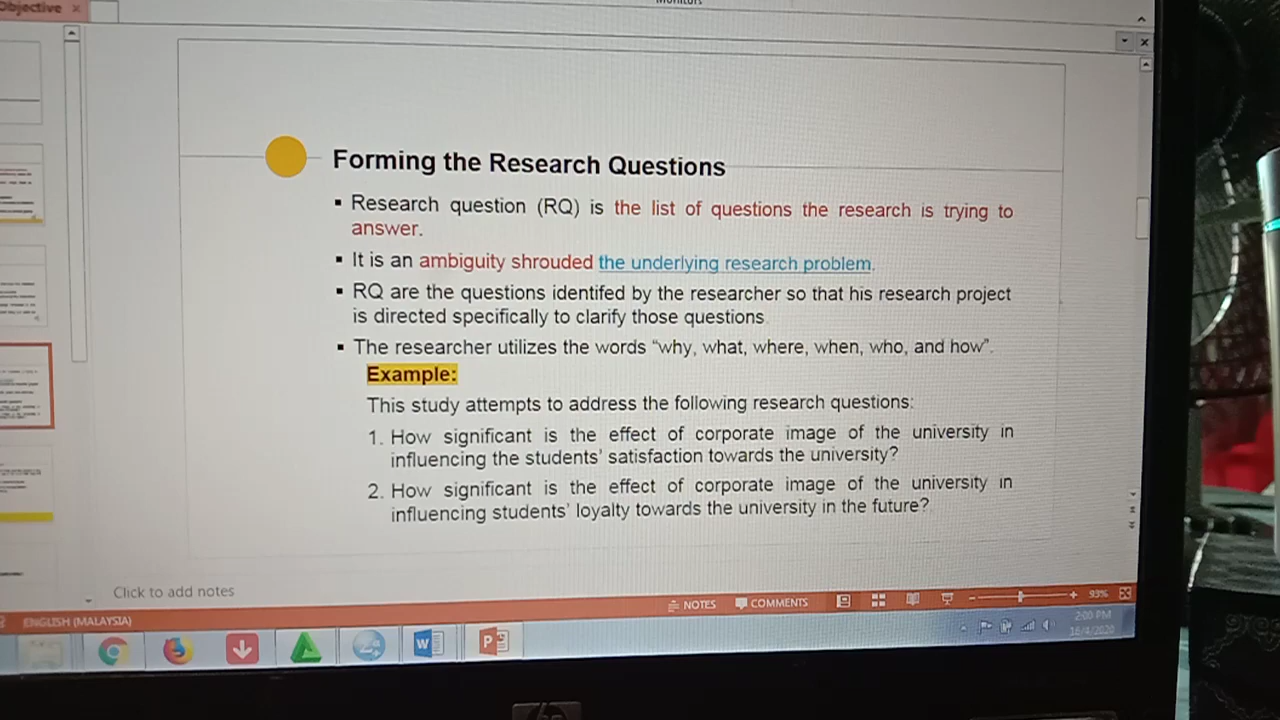 Objective ×
Forming the Research Questions
▪ Research question (RQ) is the list of questions the research is trying to
answer.
▪ It is an ambiguity shrouded the underlying research problem.
▪ RQ are the questions identifed by the researcher so that his research project
is directed specifically to clarify those questions
▪ The researcher utilizes the words “why, what, where, when, who, and how”.
Example:
This study attempts to address the following research questions:
1. How significant is the effect of corporate image of the university in
influencing the students’ satisfaction towards the university?
2. How significant is the effect of corporate image of the university in
influencing students’ loyalty towards the university in the future?
Click to add notes
ENGLISH (MALAYSIA)
NOTES COMMENTS 93%
2:00 PM
hp